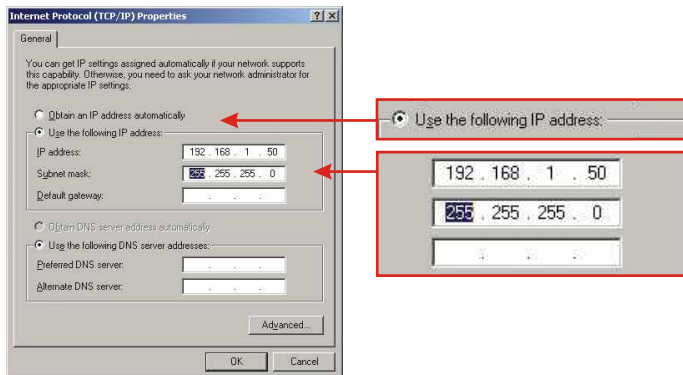 Internet Protocol (TCP/IP) Properties
General
You can get IP settings assigned automatically if your network supports
this capability. Otherwise, you need to ask your network administrator for
the appropriate IP settings.
Obtain an IP address automatically
Use the following IP address:
IP address: 192 . 168 . 1 . 50
Subnet mask: 255 . 255 . 255 . 0
Default gateway: . . .
Obtain DNS server address automatically
Use the following DNS server addresses:
Preferred DNS server: . . .
Alternate DNS server: . . .
Advanced...
OK Cancel
Use the following IP address:
192 . 168 . 1 . 50
255 . 255 . 255 . 0
. . .